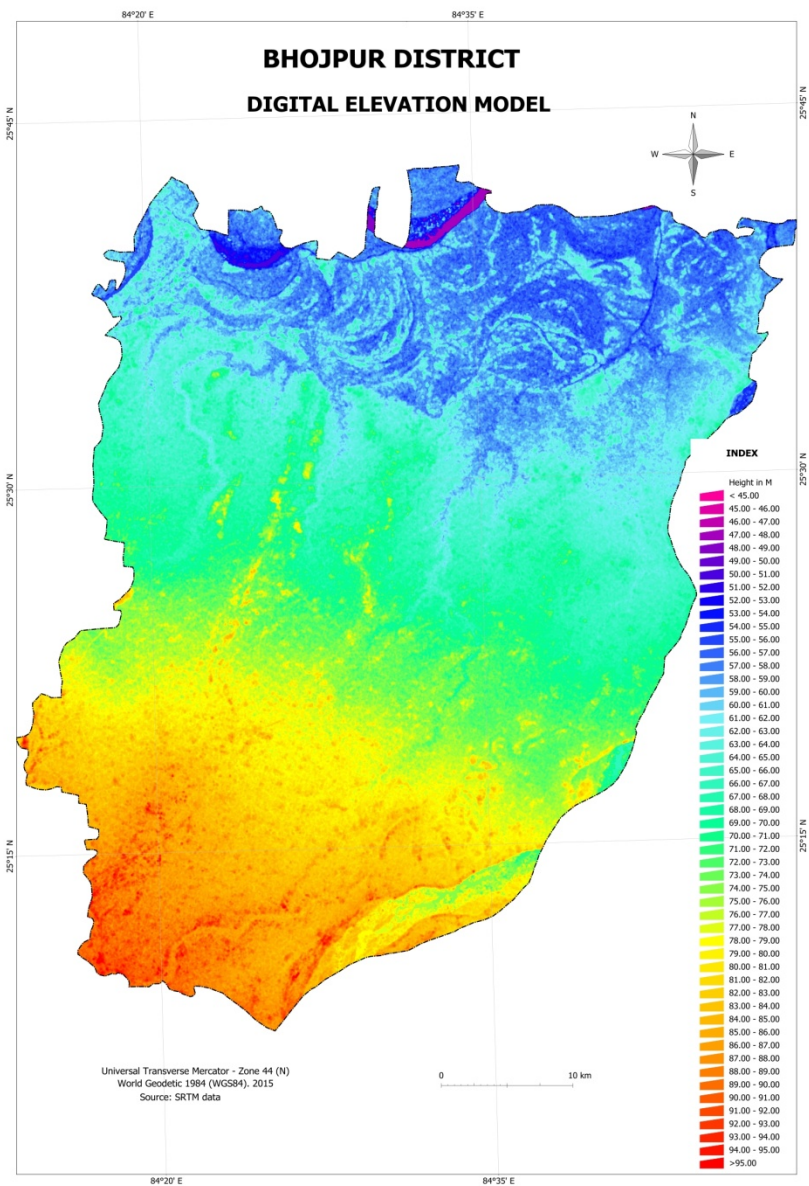 84°20' E
84°35' E
BHOJPUR DISTRICT
DIGITAL ELEVATION MODEL
25°45' N
25°45' N
N
W
E
S
INDEX
25°30' N
25°30' N
Height in M
< 45.00
45.00 - 46.00
46.00 - 47.00
47.00 - 48.00
48.00 - 49.00
49.00 - 50.00
50.00 - 51.00
51.00 - 52.00
52.00 - 53.00
53.00 - 54.00
54.00 - 55.00
55.00 - 56.00
56.00 - 57.00
57.00 - 58.00
58.00 - 59.00
59.00 - 60.00
60.00 - 61.00
61.00 - 62.00
62.00 - 63.00
63.00 - 64.00
64.00 - 65.00
65.00 - 66.00
66.00 - 67.00
67.00 - 68.00
68.00 - 69.00
69.00 - 70.00
70.00 - 71.00
71.00 - 72.00
72.00 - 73.00
73.00 - 74.00
74.00 - 75.00
75.00 - 76.00
76.00 - 77.00
77.00 - 78.00
78.00 - 79.00
79.00 - 80.00
80.00 - 81.00
81.00 - 82.00
82.00 - 83.00
83.00 - 84.00
84.00 - 85.00
85.00 - 86.00
86.00 - 87.00
87.00 - 88.00
88.00 - 89.00
89.00 - 90.00
90.00 - 91.00
91.00 - 92.00
92.00 - 93.00
93.00 - 94.00
94.00 - 95.00
>95.00
25°15' N
25°15' N
Universal Transverse Mercator - Zone 44 (N)
World Geodetic 1984 (WGS84). 2015
Source: SRTM data
0
10 km
84°20' E
84°35' E